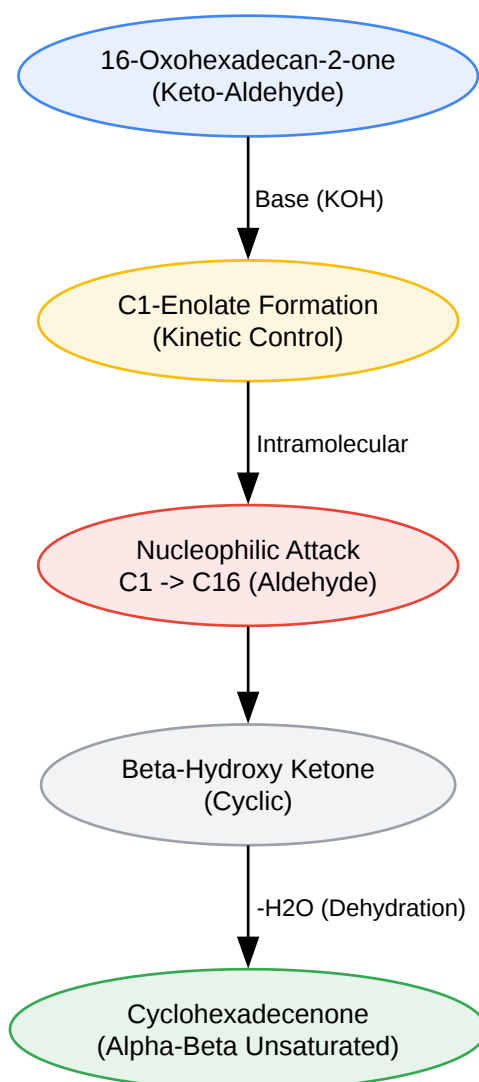 16-Oxohexadecan-2-one
(Keto-Aldehyde)
Base (KOH)
C1-Enolate Formation
(Kinetic Control)
Intramolecular
Nucleophilic Attack
C1 -> C16 (Aldehyde)
Beta-Hydroxy Ketone
(Cyclic)
-H2O (Dehydration)
Cyclohexadecenone
(Alpha-Beta Unsaturated)